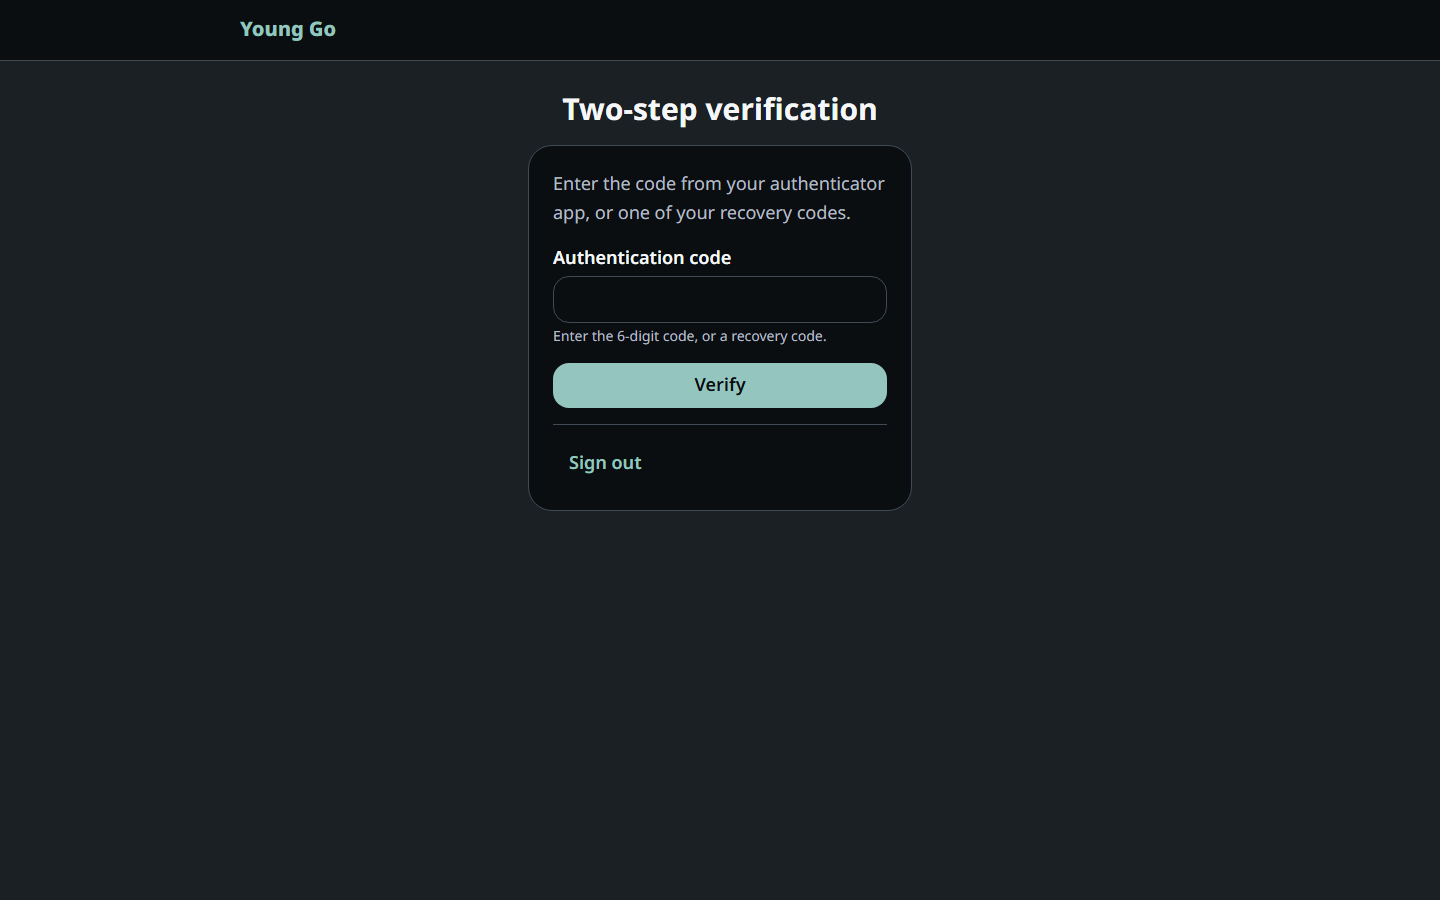 Young Go
Two-step verification
Enter the code from your authenticator
app, or one of your recovery codes.
Authentication code
Enter the 6-digit code, or a recovery code.
Verify
Sign out